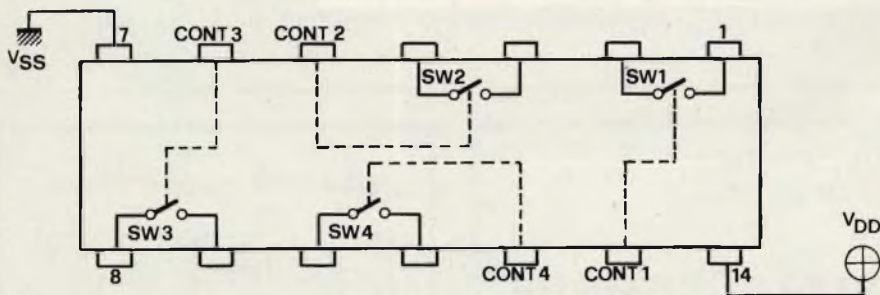 7 CONT 3 CONT 2 1
VSS
SW2 SW1
SW3 SW4
VDD
8 CONT 4 CONT 1 14